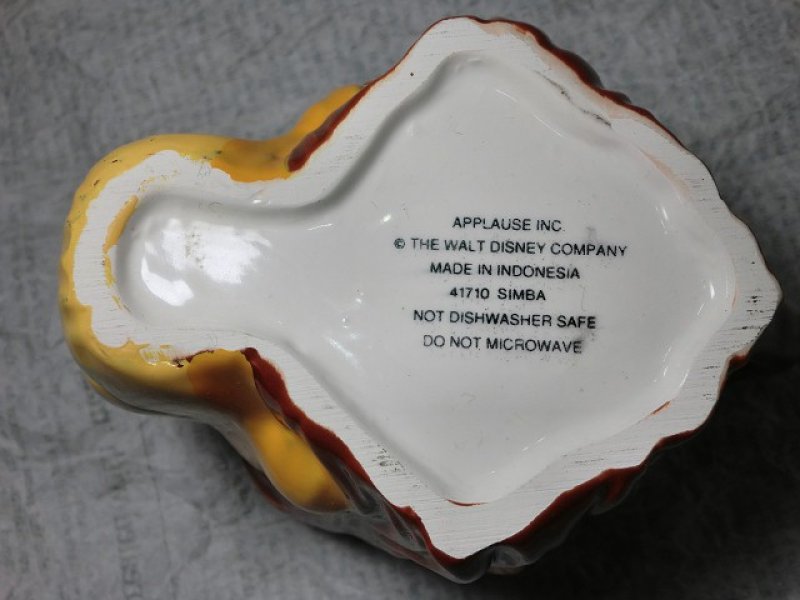 APPLAUSE INC.
© THE WALT DISNEY COMPANY
MADE IN INDONESIA
41710 SIMBA
NOT DISHWASHER SAFE
DO NOT MICROWAVE